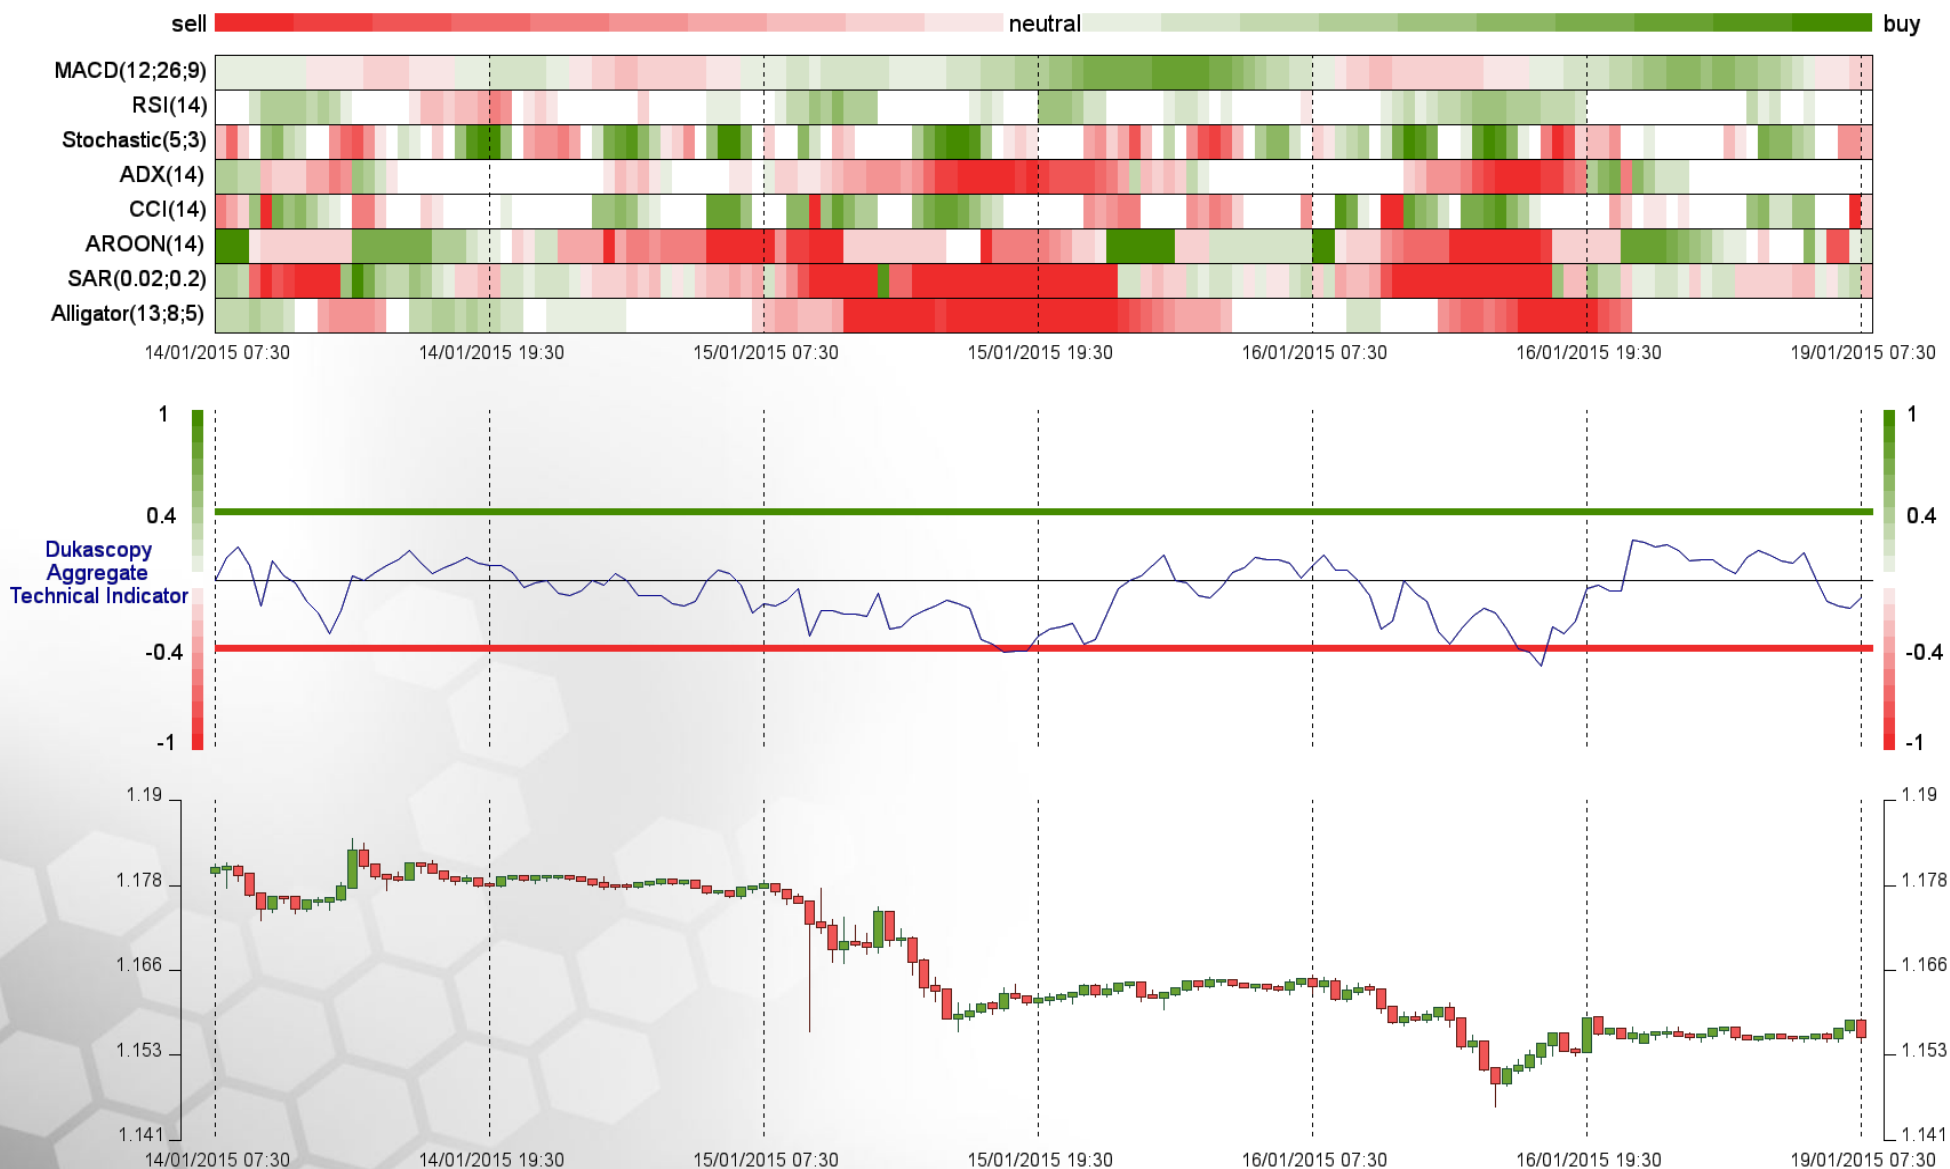 sell neutral buy
MACD(12;26;9)
RSI(14)
Stochastic(5;3)
ADX(14)
CCI(14)
AROON(14)
SAR(0.02;0.2)
Alligator(13;8;5)
14/01/2015 07:30 14/01/2015 19:30 15/01/2015 07:30 15/01/2015 19:30 16/01/2015 07:30 16/01/2015 19:30 19/01/2015 07:30
1 1
0.4 0.4
Dukascopy
Aggregate
Technical Indicator
-0.4 -0.4
-1 -1
1.19 1.19
1.178 1.178
1.166 1.166
1.153 1.153
1.141 1.141
14/01/2015 07:30 14/01/2015 19:30 15/01/2015 07:30 15/01/2015 19:30 16/01/2015 07:30 16/01/2015 19:30 19/01/2015 07:30